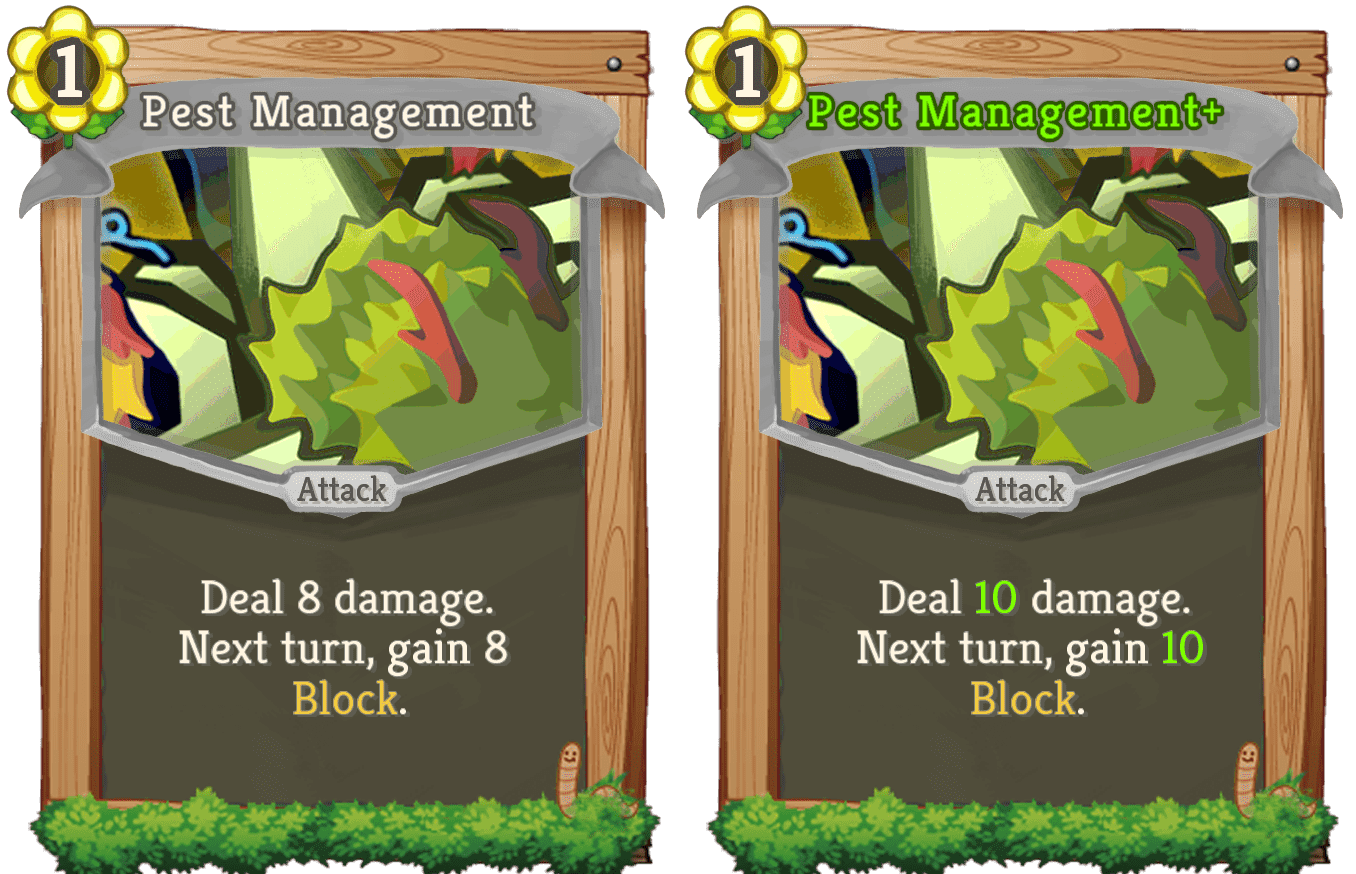 1
Pest Management
Attack
Deal 8 damage.
Next turn, gain 8
Block.
1
Pest Management+
Attack
Deal 10 damage.
Next turn, gain 10
Block.